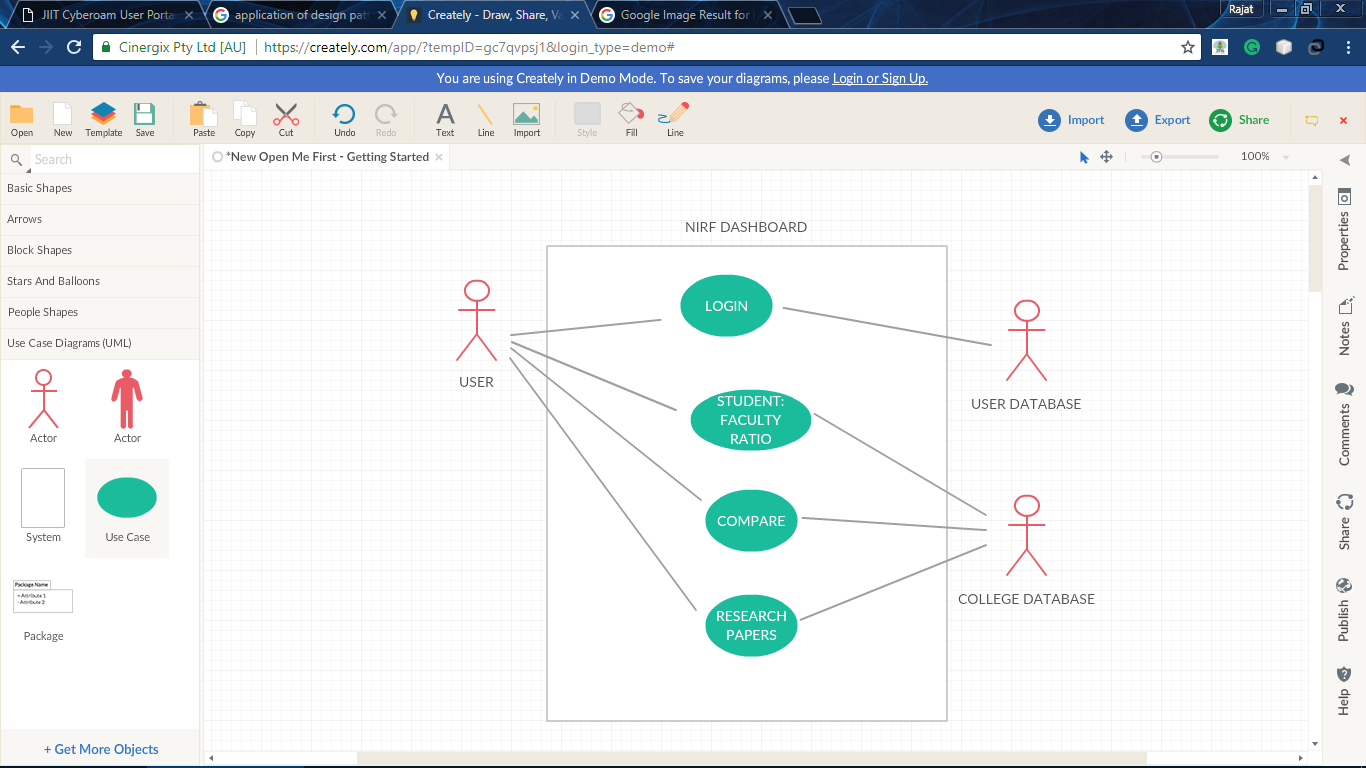 JIIT Cyberoam User Porta
application of design pat
Creately - Draw, Share, Va
Google Image Result for
Rajat
Cinergix Pty Ltd [AU]
https://creately.com/app/?tempID=gc7qvpsj1&login_type=demo#
You are using Creately in Demo Mode. To save your diagrams, please Login or Sign Up.
Open
New
Template
Save
Paste
Copy
Cut
Undo
Redo
Text
Line
Import
Style
Fill
Line
Import
Export
Share
Search
*New Open Me First - Getting Started
100%
Basic Shapes
Arrows
Block Shapes
Stars And Balloons
People Shapes
Use Case Diagrams (UML)
Actor
Actor
System
Use Case
Package Name
+ Attribute 1
- Attribute 2
Package
+ Get More Objects
NIRF DASHBOARD
USER
LOGIN
STUDENT:
FACULTY
RATIO
COMPARE
RESEARCH
PAPERS
USER DATABASE
COLLEGE DATABASE
Properties
Notes
Comments
Share
Publish
Help